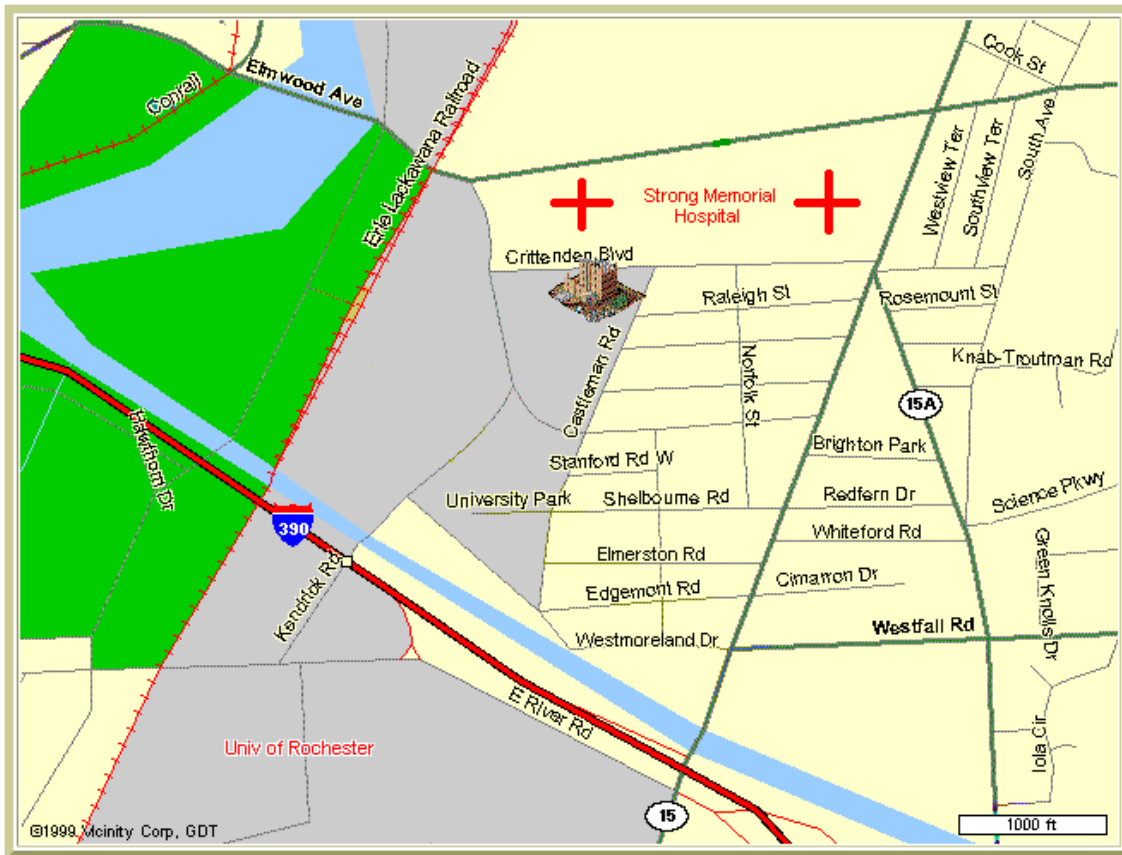 Cook St
Elmwood Ave
Conrail
Erie Lackawana Railroad
South Ave
Westview Ter
Southview Ter
Strong Memorial
Hospital
Crittenden Blvd
Raleigh St
Rosemount St
Castleman Rd
Norfolk St
Knab-Troutman Rd
15A
Hawthorn Dr
Brighton Park
Stanford Rd W
University Park
Shelbourne Rd
Redfern Dr
Science Pkwy
390
Whiteford Rd
Kendrick Rd
Elmerston Rd
Green Knolls Dr
Edgemont Rd
Cimarron Dr
Westmoreland Dr
Westfall Rd
E River Rd
Univ of Rochester
Iola Cir
15
©1999 Vicinity Corp, GDT
1000 ft